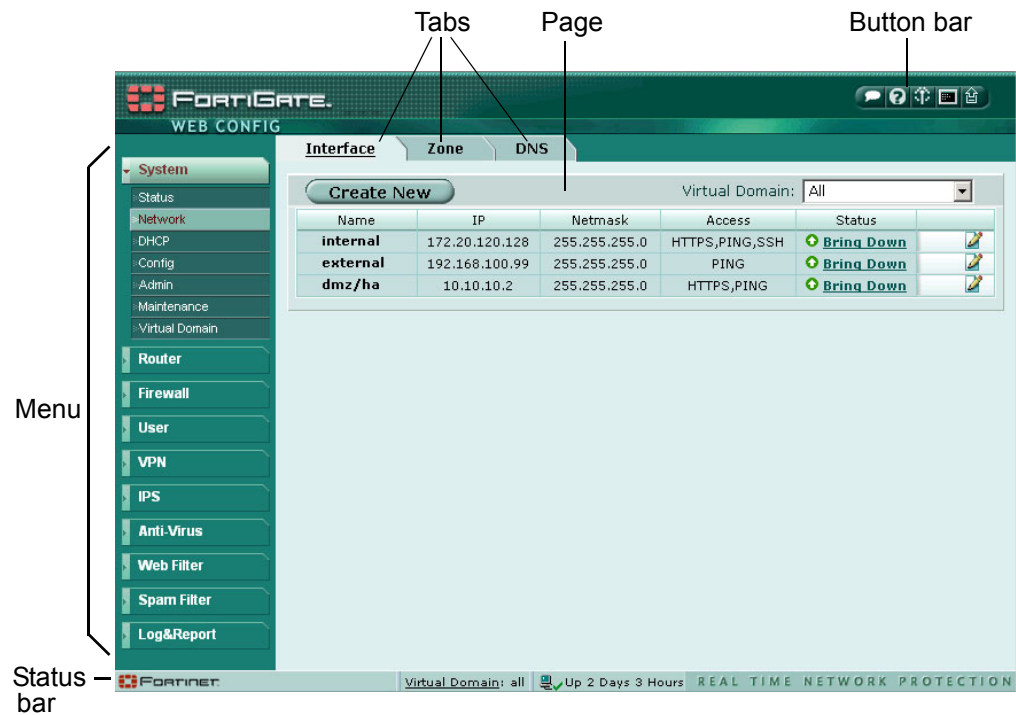 Tabs Page Button bar
FORTIGATE.
WEB CONFIG
Interface Zone DNS
System
Create New Virtual Domain: All
Status
Name IP Netmask Access Status
Network
internal 172.20.120.128 255.255.255.0 HTTPS,PING,SSH Bring Down
DHCP
external 192.168.100.99 255.255.255.0 PING Bring Down
Config
dmz/ha 10.10.10.2 255.255.255.0 HTTPS,PING Bring Down
Admin
Maintenance
Virtual Domain
Router
Firewall
Menu
User
VPN
IPS
Anti-Virus
Web Filter
Spam Filter
Log&Report
Status bar
FORTINET. Virtual Domain: all Up 2 Days 3 Hours REAL TIME NETWORK PROTECTION